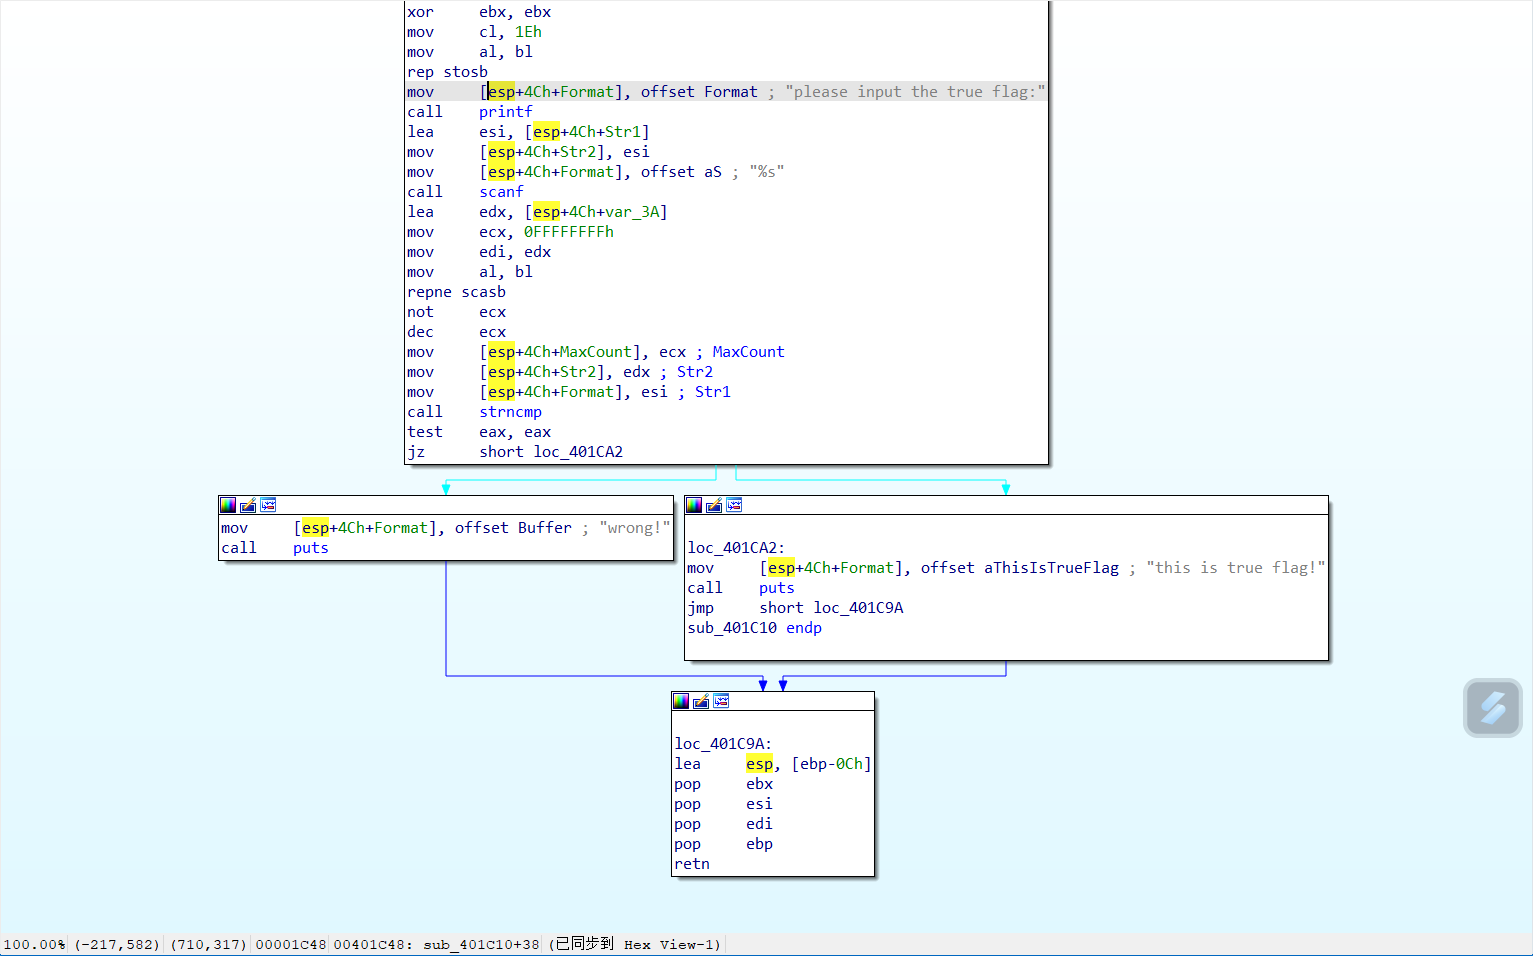 xor     ebx, ebx
mov     cl, 1Eh
mov     al, bl
rep stosb
mov     [esp+4Ch+Format], offset Format ; "please input the true flag:"
call    printf
lea     esi, [esp+4Ch+Str1]
mov     [esp+4Ch+Str2], esi
mov     [esp+4Ch+Format], offset aS ; "%s"
call    scanf
lea     edx, [esp+4Ch+var_3A]
mov     ecx, 0FFFFFFFFh
mov     edi, edx
mov     al, bl
repne scasb
not     ecx
dec     ecx
mov     [esp+4Ch+MaxCount], ecx ; MaxCount
mov     [esp+4Ch+Str2], edx ; Str2
mov     [esp+4Ch+Format], esi ; Str1
call    strncmp
test    eax, eax
jz      short loc_401CA2
mov     [esp+4Ch+Format], offset Buffer ; "wrong!"
call    puts
loc_401CA2:
mov     [esp+4Ch+Format], offset aThisIsTrueFlag ; "this is true flag!"
call    puts
jmp     short loc_401C9A
sub_401C10 endp
loc_401C9A:
lea     esp, [ebp-0Ch]
pop     ebx
pop     esi
pop     edi
pop     ebp
retn
100.00% (-217,582) (710,317) 00001C48 00401C48: sub_401C10+38 (已同步到 Hex View-1)